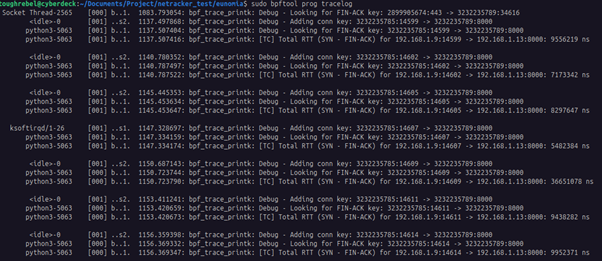 toughrebel@cyberdeck:~/Documents/Project/netracker_test/eunomia$ sudo bpftool prog tracelog
Socket Thread-2565 [000] b..1. 1083.793054: bpf_trace_printk: Debug - Looking for FIN-ACK key: 2899905674:443 -> 3232235785:34616
<idle>-0 [001] ..s2. 1137.497868: bpf_trace_printk: Debug - Adding conn key: 3232235785:14599 -> 3232235789:8000
python3-5063 [000] b..1. 1137.507404: bpf_trace_printk: Debug - Looking for FIN-ACK key: 3232235785:14599 -> 3232235789:8000
python3-5063 [000] b..1. 1137.507416: bpf_trace_printk: [TC] Total RTT (SYN - FIN-ACK) for 192.168.1.9:14599 -> 192.168.1.13:8000: 9556219 ns
<idle>-0 [001] ..s2. 1140.780352: bpf_trace_printk: Debug - Adding conn key: 3232235785:14602 -> 3232235789:8000
python3-5063 [000] b..1. 1140.787497: bpf_trace_printk: Debug - Looking for FIN-ACK key: 3232235785:14602 -> 3232235789:8000
python3-5063 [000] b..1. 1140.787522: bpf_trace_printk: [TC] Total RTT (SYN - FIN-ACK) for 192.168.1.9:14602 -> 192.168.1.13:8000: 7173342 ns
<idle>-0 [001] ..s2. 1145.445353: bpf_trace_printk: Debug - Adding conn key: 3232235785:14605 -> 3232235789:8000
python3-5063 [000] b..1. 1145.453634: bpf_trace_printk: Debug - Looking for FIN-ACK key: 3232235785:14605 -> 3232235789:8000
python3-5063 [000] b..1. 1145.453647: bpf_trace_printk: [TC] Total RTT (SYN - FIN-ACK) for 192.168.1.9:14605 -> 192.168.1.13:8000: 8297647 ns
ksoftirqd/1-26 [001] ..s1. 1147.328697: bpf_trace_printk: Debug - Adding conn key: 3232235785:14607 -> 3232235789:8000
python3-5063 [000] b..1. 1147.334159: bpf_trace_printk: Debug - Looking for FIN-ACK key: 3232235785:14607 -> 3232235789:8000
python3-5063 [000] b..1. 1147.334174: bpf_trace_printk: [TC] Total RTT (SYN - FIN-ACK) for 192.168.1.9:14607 -> 192.168.1.13:8000: 5482384 ns
<idle>-0 [001] ..s2. 1150.687143: bpf_trace_printk: Debug - Adding conn key: 3232235785:14609 -> 3232235789:8000
python3-5063 [000] b..1. 1150.723744: bpf_trace_printk: Debug - Looking for FIN-ACK key: 3232235785:14609 -> 3232235789:8000
python3-5063 [000] b..1. 1150.723790: bpf_trace_printk: [TC] Total RTT (SYN - FIN-ACK) for 192.168.1.9:14609 -> 192.168.1.13:8000: 36651078 ns
<idle>-0 [001] ..s2. 1153.411241: bpf_trace_printk: Debug - Adding conn key: 3232235785:14611 -> 3232235789:8000
python3-5063 [000] b..1. 1153.420659: bpf_trace_printk: Debug - Looking for FIN-ACK key: 3232235785:14611 -> 3232235789:8000
python3-5063 [000] b..1. 1153.420673: bpf_trace_printk: [TC] Total RTT (SYN - FIN-ACK) for 192.168.1.9:14611 -> 192.168.1.13:8000: 9438282 ns
<idle>-0 [001] ..s2. 1156.359398: bpf_trace_printk: Debug - Adding conn key: 3232235785:14614 -> 3232235789:8000
python3-5063 [000] b..1. 1156.369332: bpf_trace_printk: Debug - Looking for FIN-ACK key: 3232235785:14614 -> 3232235789:8000
python3-5063 [000] b..1. 1156.369347: bpf_trace_printk: [TC] Total RTT (SYN - FIN-ACK) for 192.168.1.9:14614 -> 192.168.1.13:8000: 9952371 ns